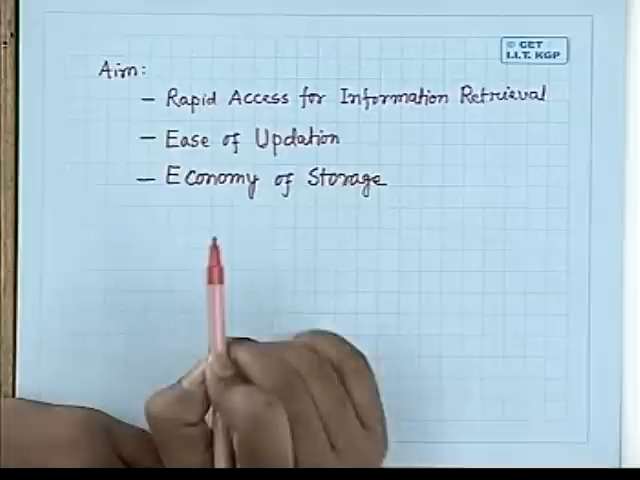 © CET
I.I.T. KGP
Aim:
- Rapid Access for Information Retrieval
- Ease of Updation
- Economy of Storage